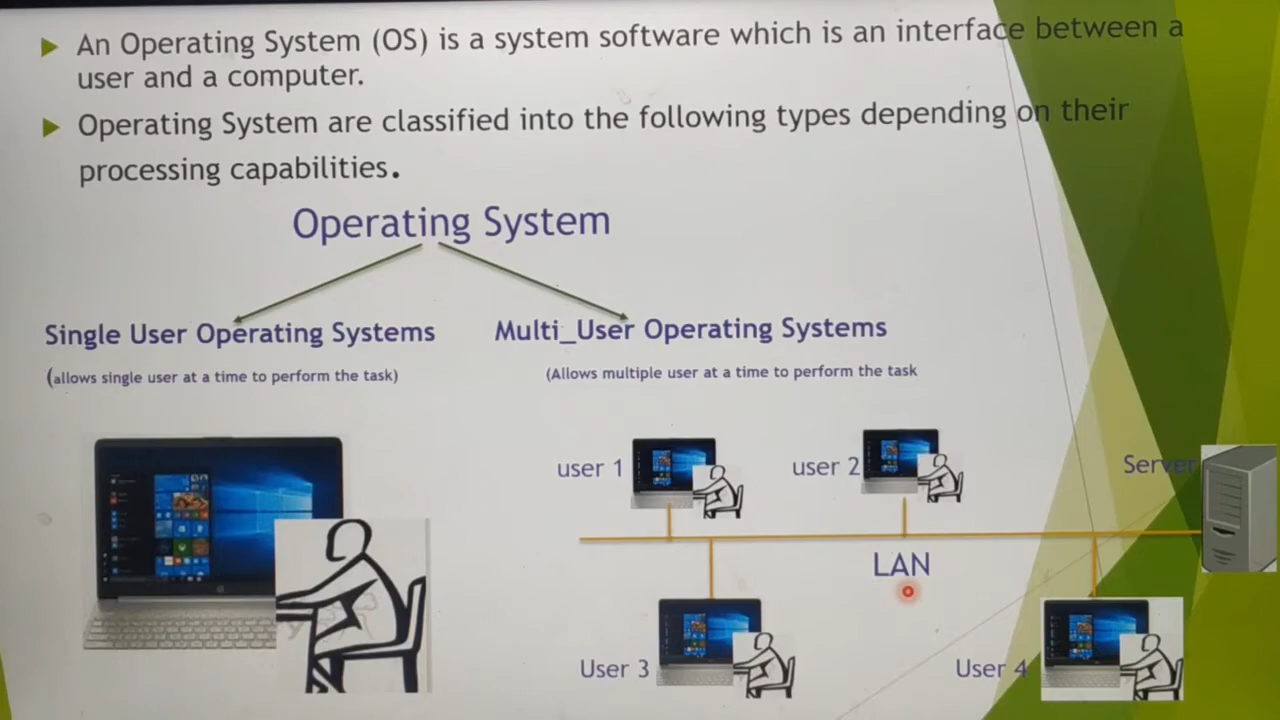 An Operating System (OS) is a system software which is an interface between a
user and a computer.
Operating System are classified into the following types depending on their
processing capabilities.
Operating System
Single User Operating Systems
(allows single user at a time to perform the task)
Multi_User Operating Systems
(Allows multiple user at a time to perform the task
user 1
user 2
Server
LAN
User 3
User 4